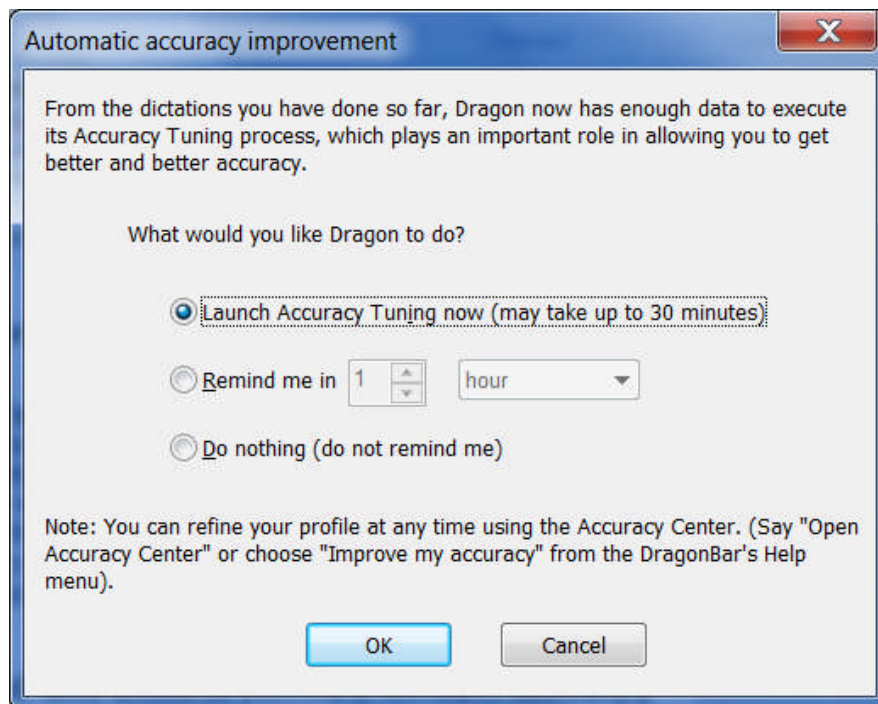 Automatic accuracy improvement
From the dictations you have done so far, Dragon now has enough data to execute
its Accuracy Tuning process, which plays an important role in allowing you to get
better and better accuracy.
What would you like Dragon to do?
Launch Accuracy Tuning now (may take up to 30 minutes)
Remind me in 1 hour
Do nothing (do not remind me)
Note: You can refine your profile at any time using the Accuracy Center. (Say "Open
Accuracy Center" or choose "Improve my accuracy" from the DragonBar's Help
menu).
OK Cancel